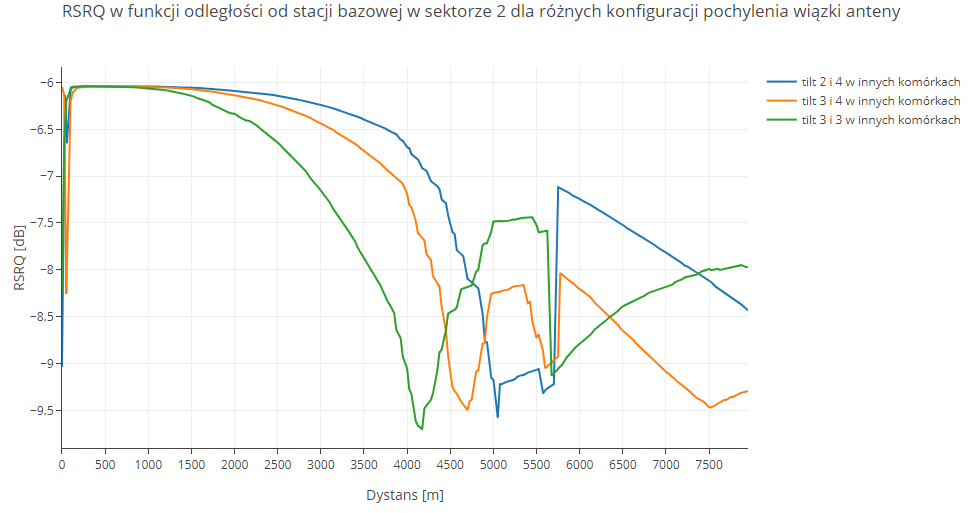 RSRQ w funkcji odległości od stacji bazowej w sektorze 2 dla różnych konfiguracji pochylenia wiązki anteny
tilt 2 i 4 w innych komórkach
tilt 3 i 4 w innych komórkach
tilt 3 i 3 w innych komórkach
RSRQ [dB]
−6
−6.5
−7
−7.5
−8
−8.5
−9
−9.5
0 500 1000 1500 2000 2500 3000 3500 4000 4500 5000 5500 6000 6500 7000 7500
Dystans [m]